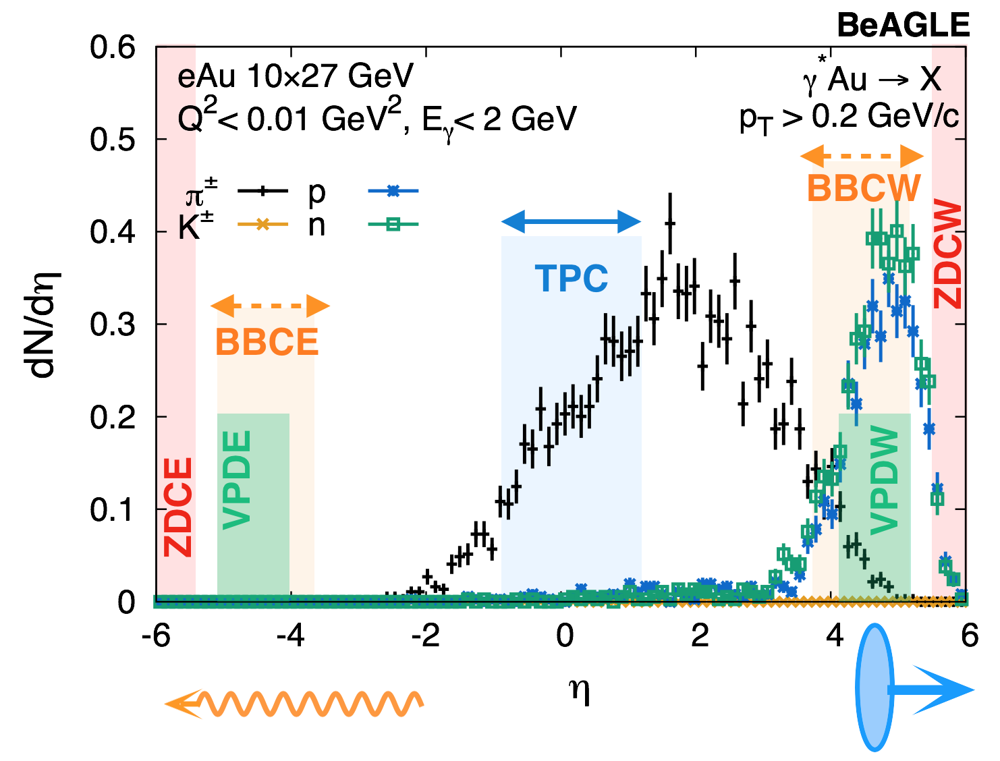 BeAGLE
0.6
eAu 10×27 GeV
γ* Au → X
Q²< 0.01 GeV², Eγ< 2 GeV
pT > 0.2 GeV/c
0.5
BBCW
π± p
K± n
0.4
ZDCW
TPC
dN/dη
0.3
BBCE
0.2
VPDE
VPDW
ZDCE
0.1
0
-6 -4 -2 0 2 4 6
η